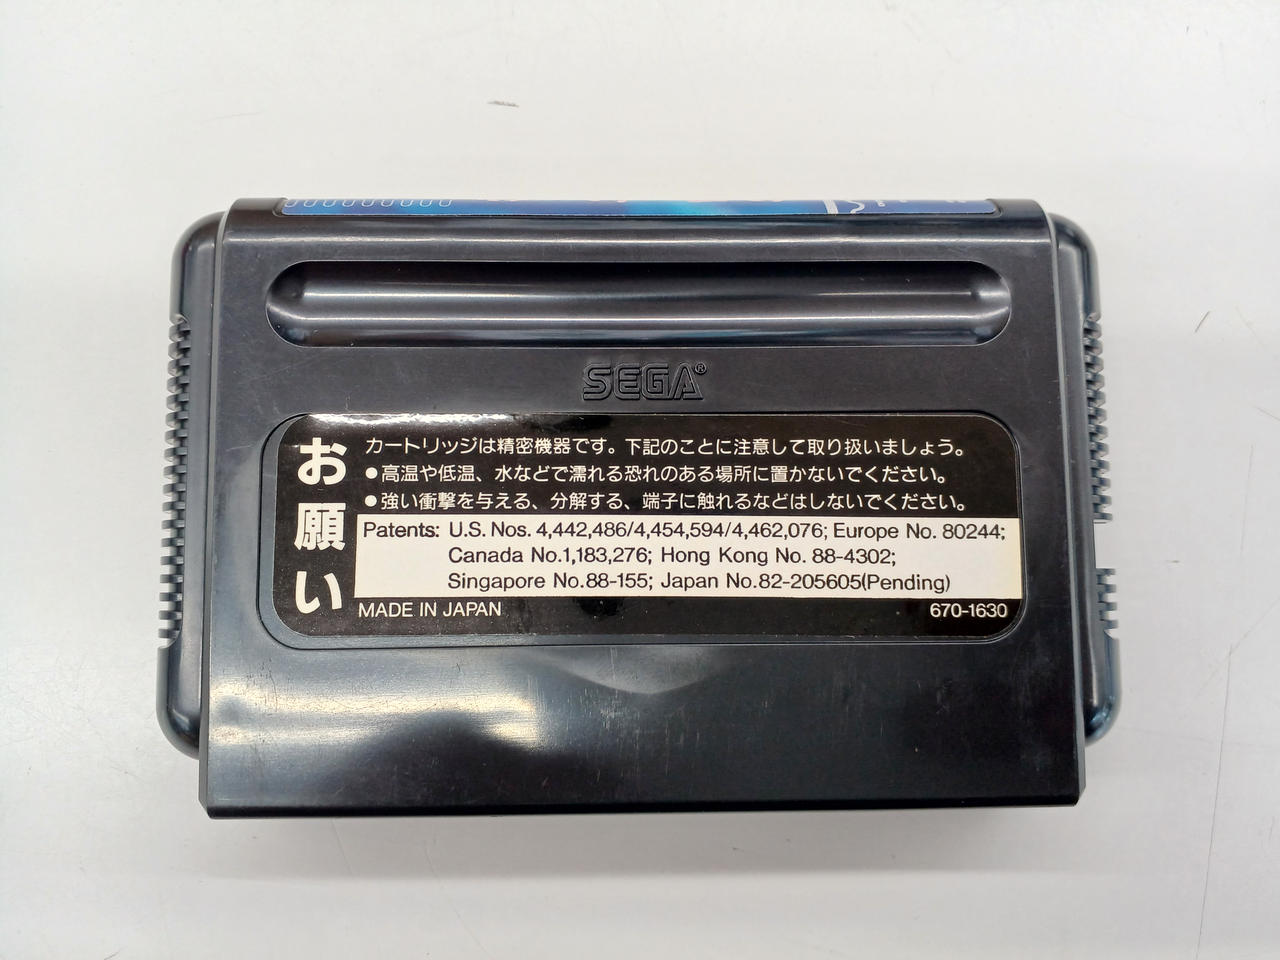 SEGA®
お願い
カートリッジは精密機器です。下記のことに注意して取り扱いましょう。
●高温や低温、水などで濡れる恐れのある場所に置かないでください。
●強い衝撃を与える、分解する、端子に触れるなどはしないでください。
Patents: U.S. Nos. 4,442,486/4,454,594/4,462,076; Europe No. 80244;
Canada No.1,183,276; Hong Kong No. 88-4302;
Singapore No.88-155; Japan No.82-205605(Pending)
MADE IN JAPAN 670-1630